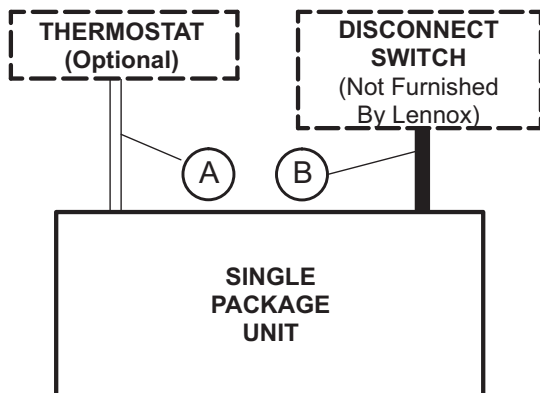 THERMOSTAT
(Optional)
DISCONNECT
SWITCH
(Not Furnished
By Lennox)
A
B
SINGLE
PACKAGE
UNIT